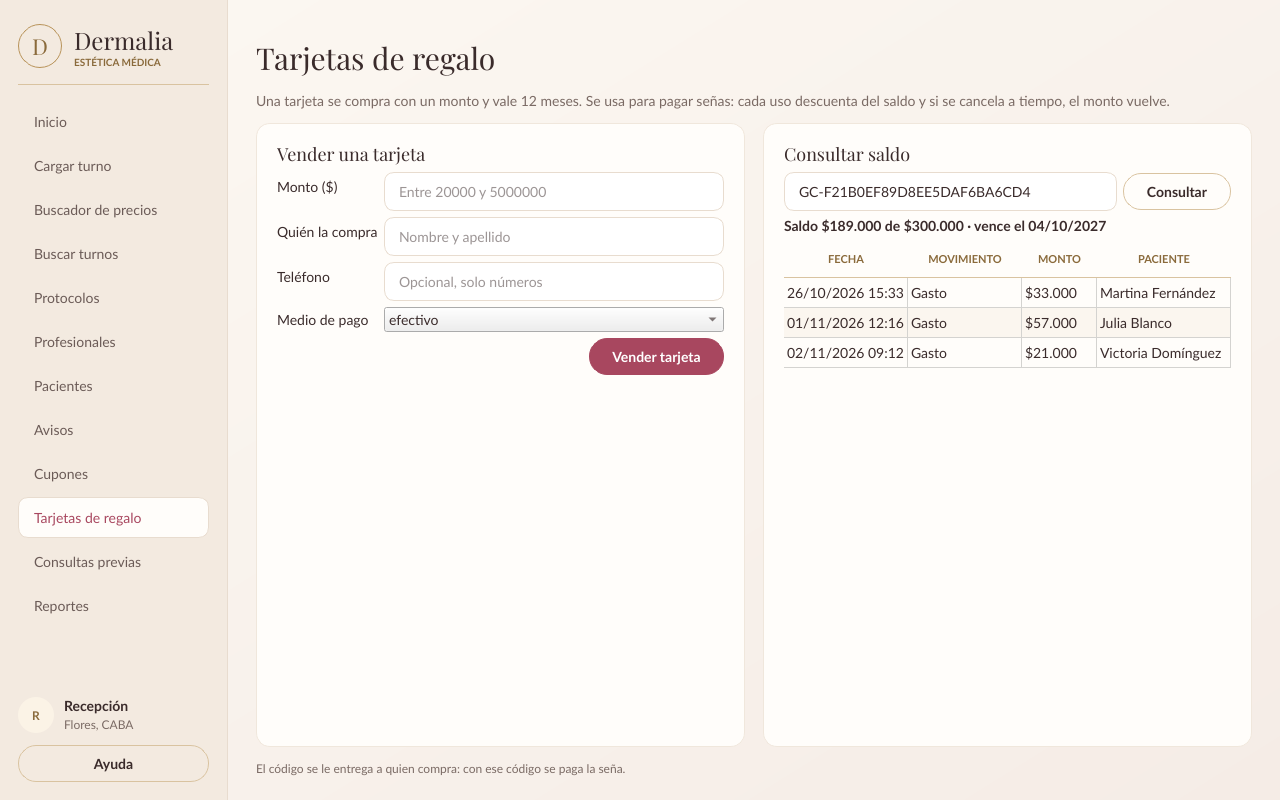 D
Dermalia
ESTÉTICA MÉDICA
Inicio
Cargar turno
Buscador de precios
Buscar turnos
Protocolos
Profesionales
Pacientes
Avisos
Cupones
Tarjetas de regalo
Consultas previas
Reportes
R
Recepción
Flores, CABA
Ayuda
Tarjetas de regalo
Una tarjeta se compra con un monto y vale 12 meses. Se usa para pagar señas: cada uso descuenta del saldo y si se cancela a tiempo, el monto vuelve.
Vender una tarjeta
Monto ($) Entre 20000 y 5000000
Quién la compra Nombre y apellido
Teléfono Opcional, solo números
Medio de pago efectivo
Vender tarjeta
Consultar saldo
GC-F21B0EF89D8EE5DAF6BA6CD4 Consultar
Saldo $189.000 de $300.000 · vence el 04/10/2027
FECHA MOVIMIENTO MONTO PACIENTE
26/10/2026 15:33 Gasto $33.000 Martina Fernández
01/11/2026 12:16 Gasto $57.000 Julia Blanco
02/11/2026 09:12 Gasto $21.000 Victoria Domínguez
El código se le entrega a quien compra: con ese código se paga la seña.